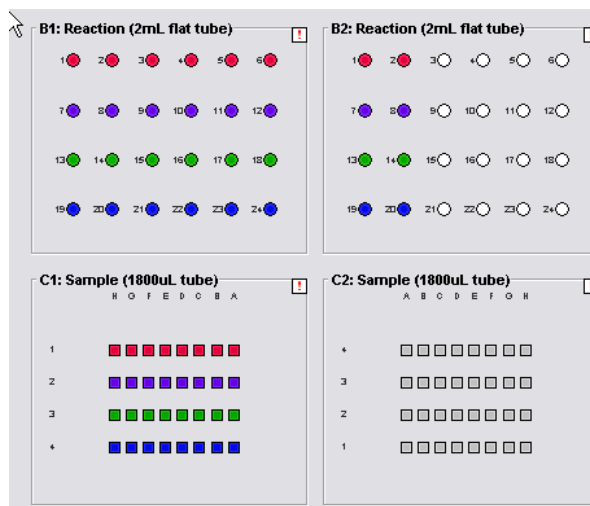 B1: Reaction (2mL flat tube)
!
1 2 3 4 5 6
7 8 9 10 11 12
13 14 15 16 17 18
19 20 21 22 23 24
B2: Reaction (2mL flat tube)
1 2 3 4 5 6
7 8 9 10 11 12
13 14 15 16 17 18
19 20 21 22 23 24
C1: Sample (1800uL tube)
!
H G F E D C B A
1
2
3
4
C2: Sample (1800uL tube)
A B C D E F G H
4
3
2
1